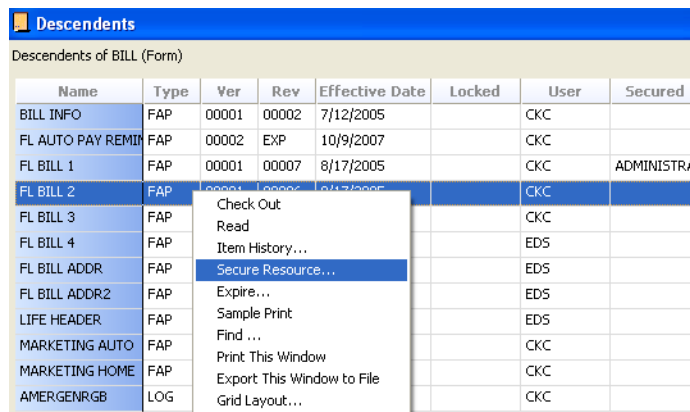 Descendents
Descendents of BILL (Form)
Name Type Ver Rev Effective Date Locked User Secured
BILL INFO FAP 00001 00002 7/12/2005 CKC
FL AUTO PAY REMIN FAP 00002 EXP 10/9/2007 CKC
FL BILL 1 FAP 00001 00007 8/17/2005 CKC ADMINISTRA
FL BILL 2 FAP 00001 00006 8/17/2005 CKC
FL BILL 3 FAP CKC
FL BILL 4 FAP EDS
FL BILL ADDR FAP EDS
FL BILL ADDR2 FAP EDS
LIFE HEADER FAP EDS
MARKETING AUTO FAP CKC
MARKETING HOME FAP CKC
AMERGENRGB LOG CKC
Check Out
Read
Item History...
Secure Resource...
Expire...
Sample Print
Find ...
Print This Window
Export This Window to File
Grid Layout...